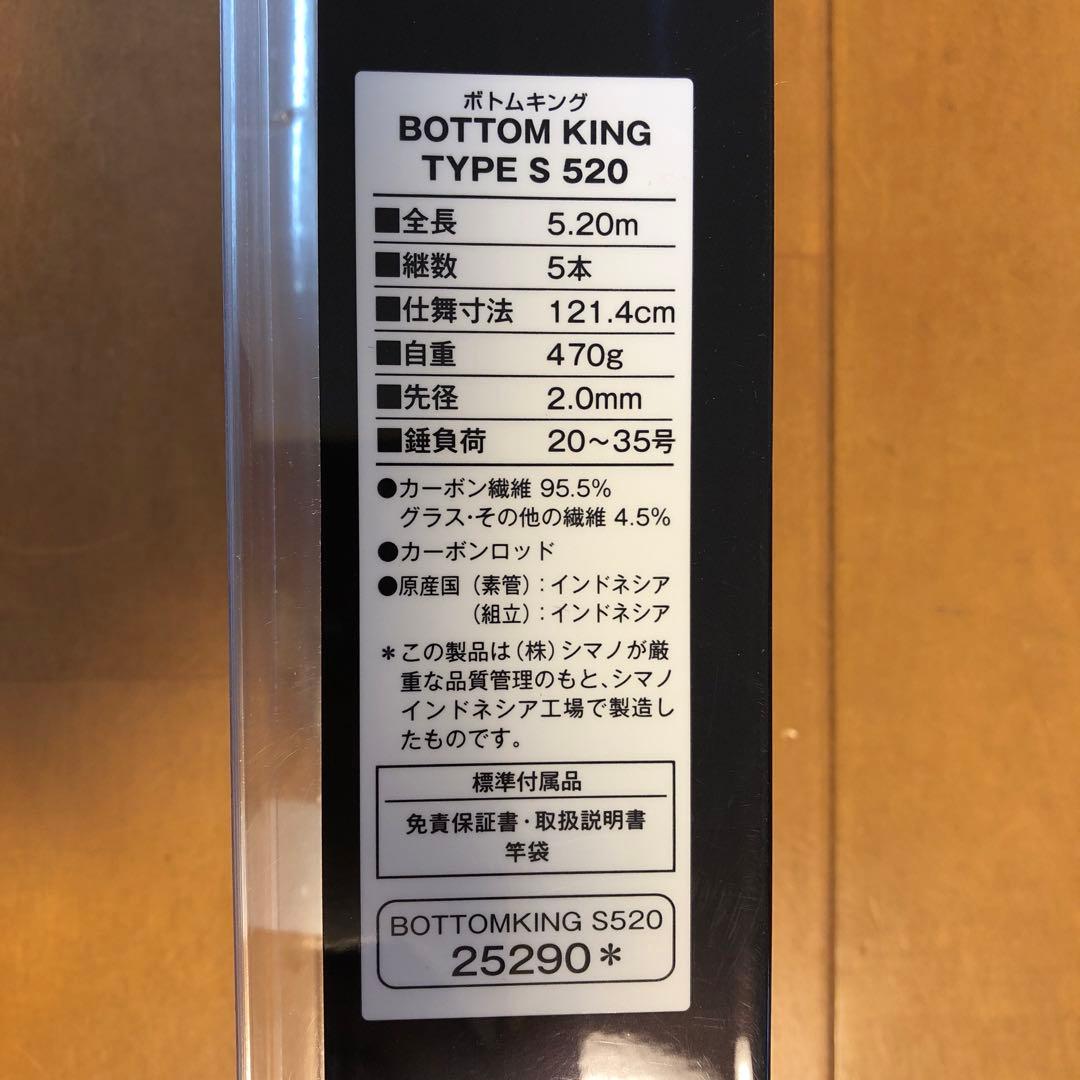 ボトムキング
BOTTOM KING
TYPE S 520
■全長 5.20m
■継数 5本
■仕舞寸法 121.4cm
■自重 470g
■先径 2.0mm
■錘負荷 20〜35号
●カーボン繊維 95.5%
グラス・その他の繊維 4.5%
●カーボンロッド
●原産国（素管）：インドネシア
（組立）：インドネシア
＊この製品は（株）シマノが厳
重な品質管理のもと、シマノ
インドネシア工場で製造し
たものです。
標準付属品
免責保証書・取扱説明書
竿袋
BOTTOMKING S520
25290＊